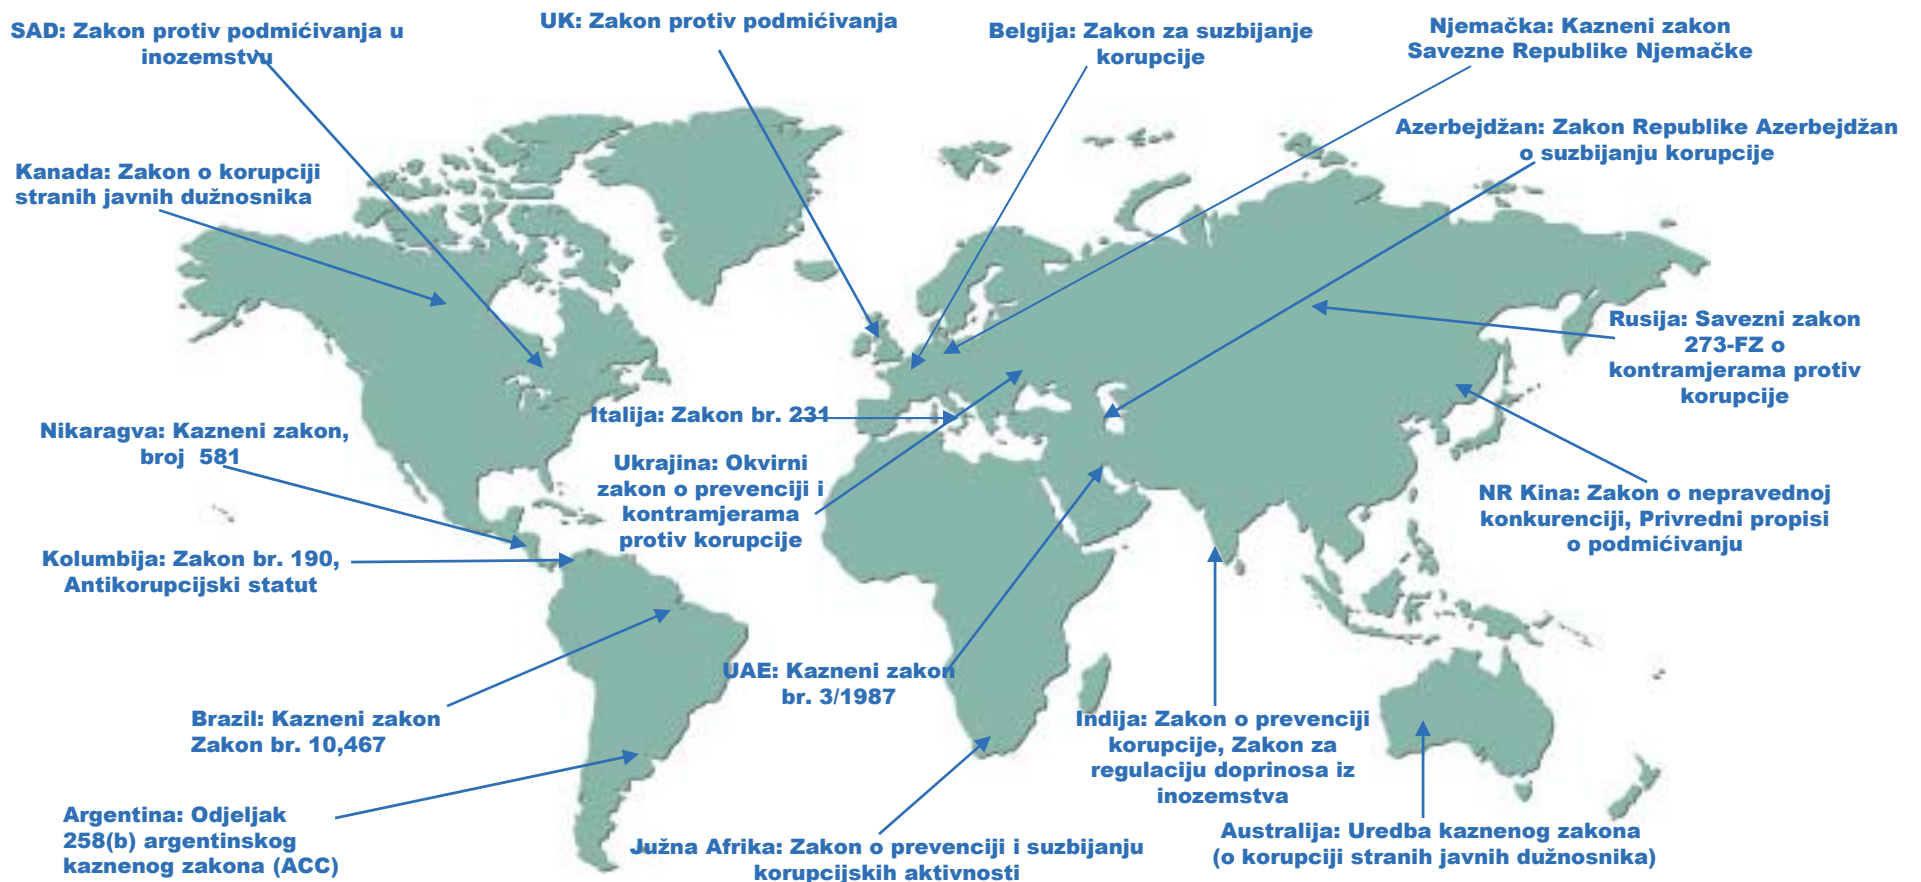 SAD: Zakon protiv podmićivanja u
inozemstvu
UK: Zakon protiv podmićivanja
Belgija: Zakon za suzbijanje
korupcije
Njemačka: Kazneni zakon
Savezne Republike Njemačke
Azerbejdžan: Zakon Republike Azerbejdžan
o suzbijanju korupcije
Kanada: Zakon o korupciji
stranih javnih dužnosnika
Rusija: Savezni zakon
273-FZ o
kontramjerama protiv
korupcije
Italija: Zakon br. 231
Nikaragva: Kazneni zakon,
broj 581
Ukrajina: Okvirni
zakon o prevenciji i
kontramjerama
protiv korupcije
NR Kina: Zakon o nepravednoj
konkurenciji, Privredni propisi
o podmićivanju
Kolumbija: Zakon br. 190,
Antikorupcijski statut
UAE: Kazneni zakon
br. 3/1987
Brazil: Kazneni zakon
Zakon br. 10,467
Indija: Zakon o prevenciji
korupcije, Zakon za
regulaciju doprinosa iz
inozemstva
Argentina: Odjeljak
258(b) argentinskog
kaznenog zakona (ACC)
Južna Afrika: Zakon o prevenciji i suzbijanju
korupcijskih aktivnosti
Australija: Uredba kaznenog zakona
(o korupciji stranih javnih dužnosnika)